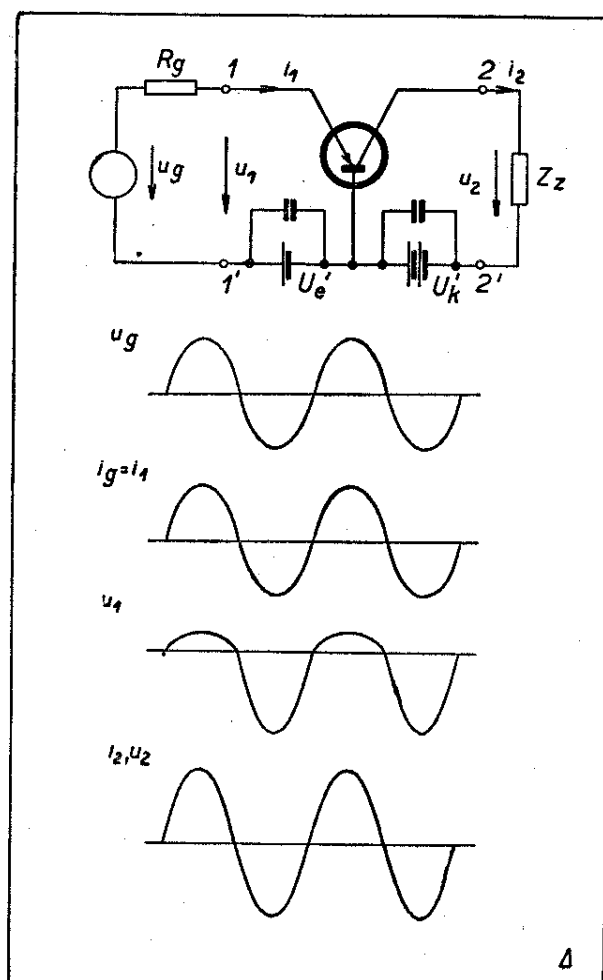 Rg 1 i₁ 2 i₂
ug u₁ u₂ Zz
1' Ue' Uk' 2'
ug
ig=i₁
u₁
i₂,u₂
4